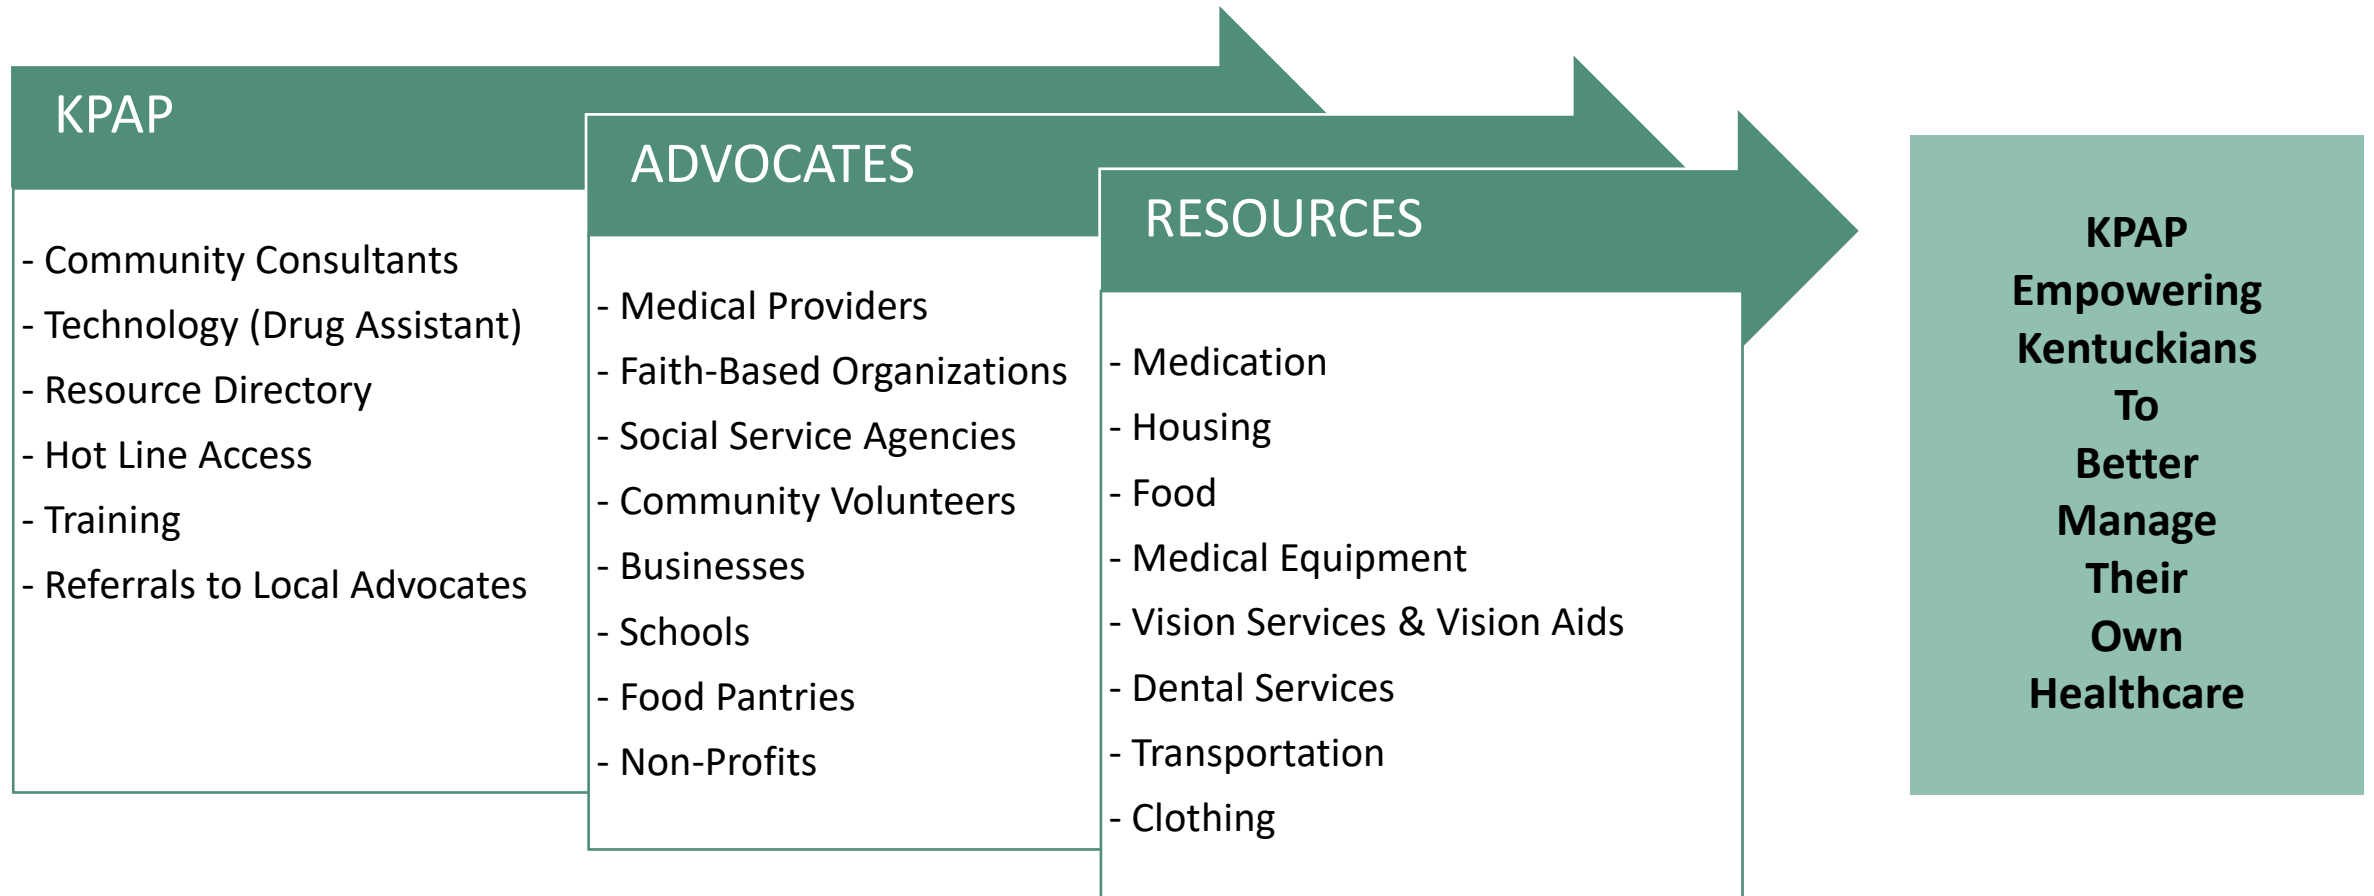 KPAP
- Community Consultants
- Technology (Drug Assistant)
- Resource Directory
- Hot Line Access
- Training
- Referrals to Local Advocates
ADVOCATES
- Medical Providers
- Faith-Based Organizations
- Social Service Agencies
- Community Volunteers
- Businesses
- Schools
- Food Pantries
- Non-Profits
RESOURCES
- Medication
- Housing
- Food
- Medical Equipment
- Vision Services & Vision Aids
- Dental Services
- Transportation
- Clothing
KPAP
Empowering
Kentuckians
To
Better
Manage
Their
Own
Healthcare